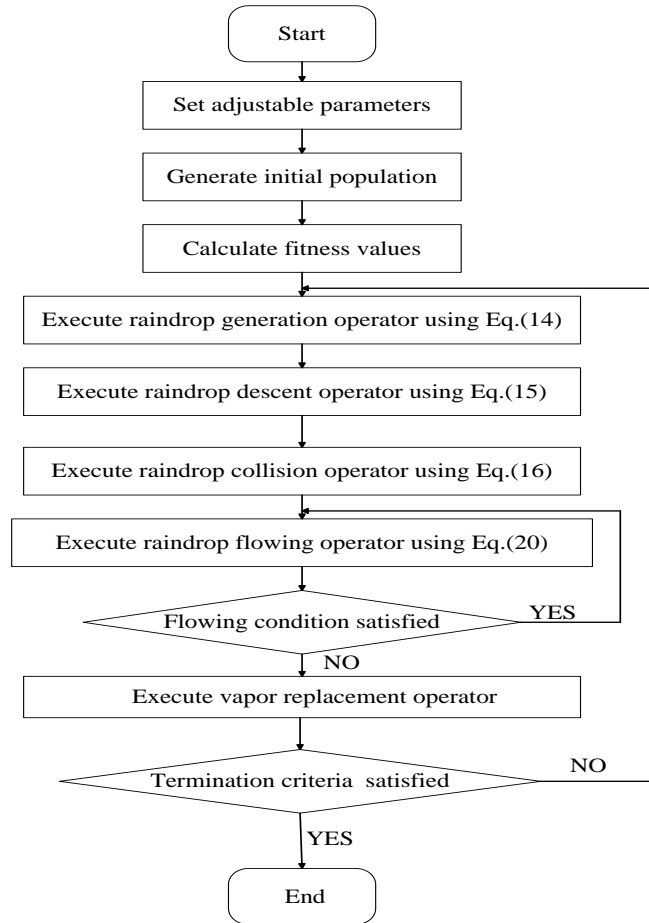 Start
Set adjustable parameters
Generate initial population
Calculate fitness values
Execute raindrop generation operator using Eq.(14)
Execute raindrop descent operator using Eq.(15)
Execute raindrop collision operator using Eq.(16)
Execute raindrop flowing operator using Eq.(20)
Flowing condition satisfied
YES
NO
Execute vapor replacement operator
Termination criteria satisfied
NO
YES
End